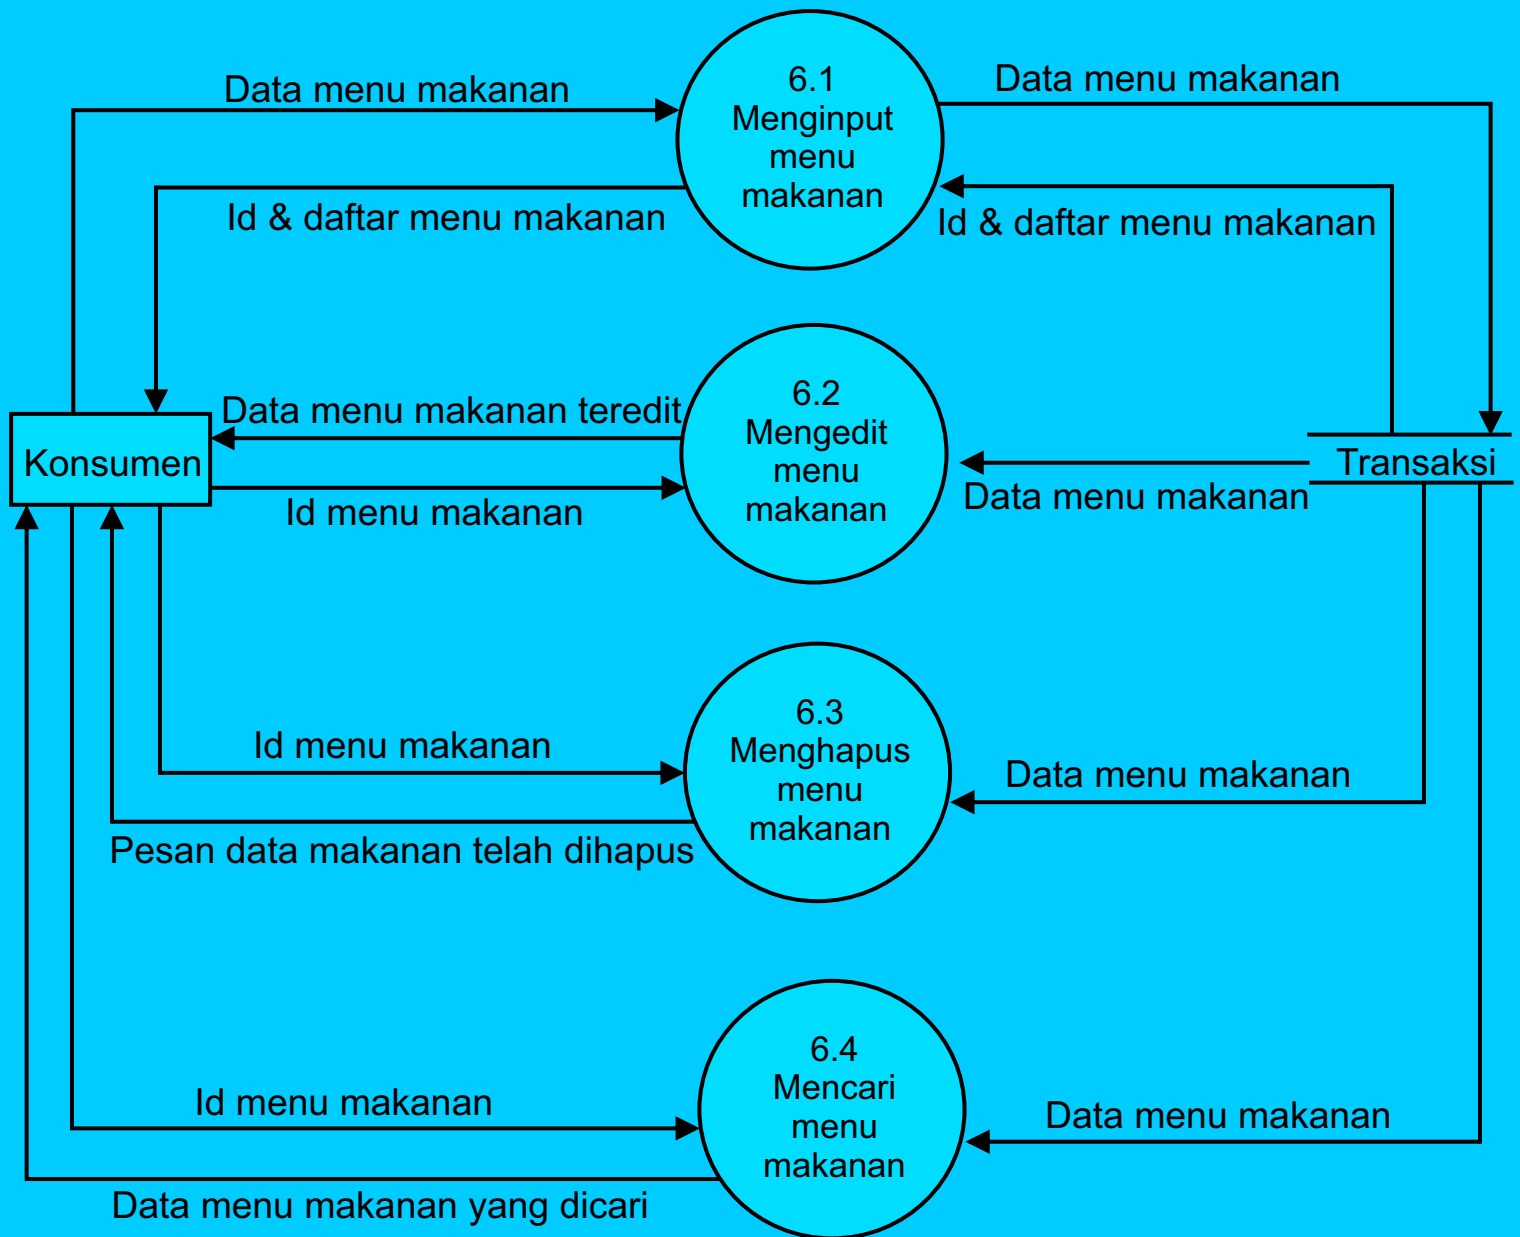 Data menu makanan
6.1
Menginput
menu
makanan
Data menu makanan
Id & daftar menu makanan
Id & daftar menu makanan
Konsumen
Data menu makanan teredit
Id menu makanan
6.2
Mengedit
menu
makanan
Data menu makanan
Transaksi
Id menu makanan
Pesan data makanan telah dihapus
6.3
Menghapus
menu
makanan
Data menu makanan
Id menu makanan
Data menu makanan yang dicari
6.4
Mencari
menu
makanan
Data menu makanan